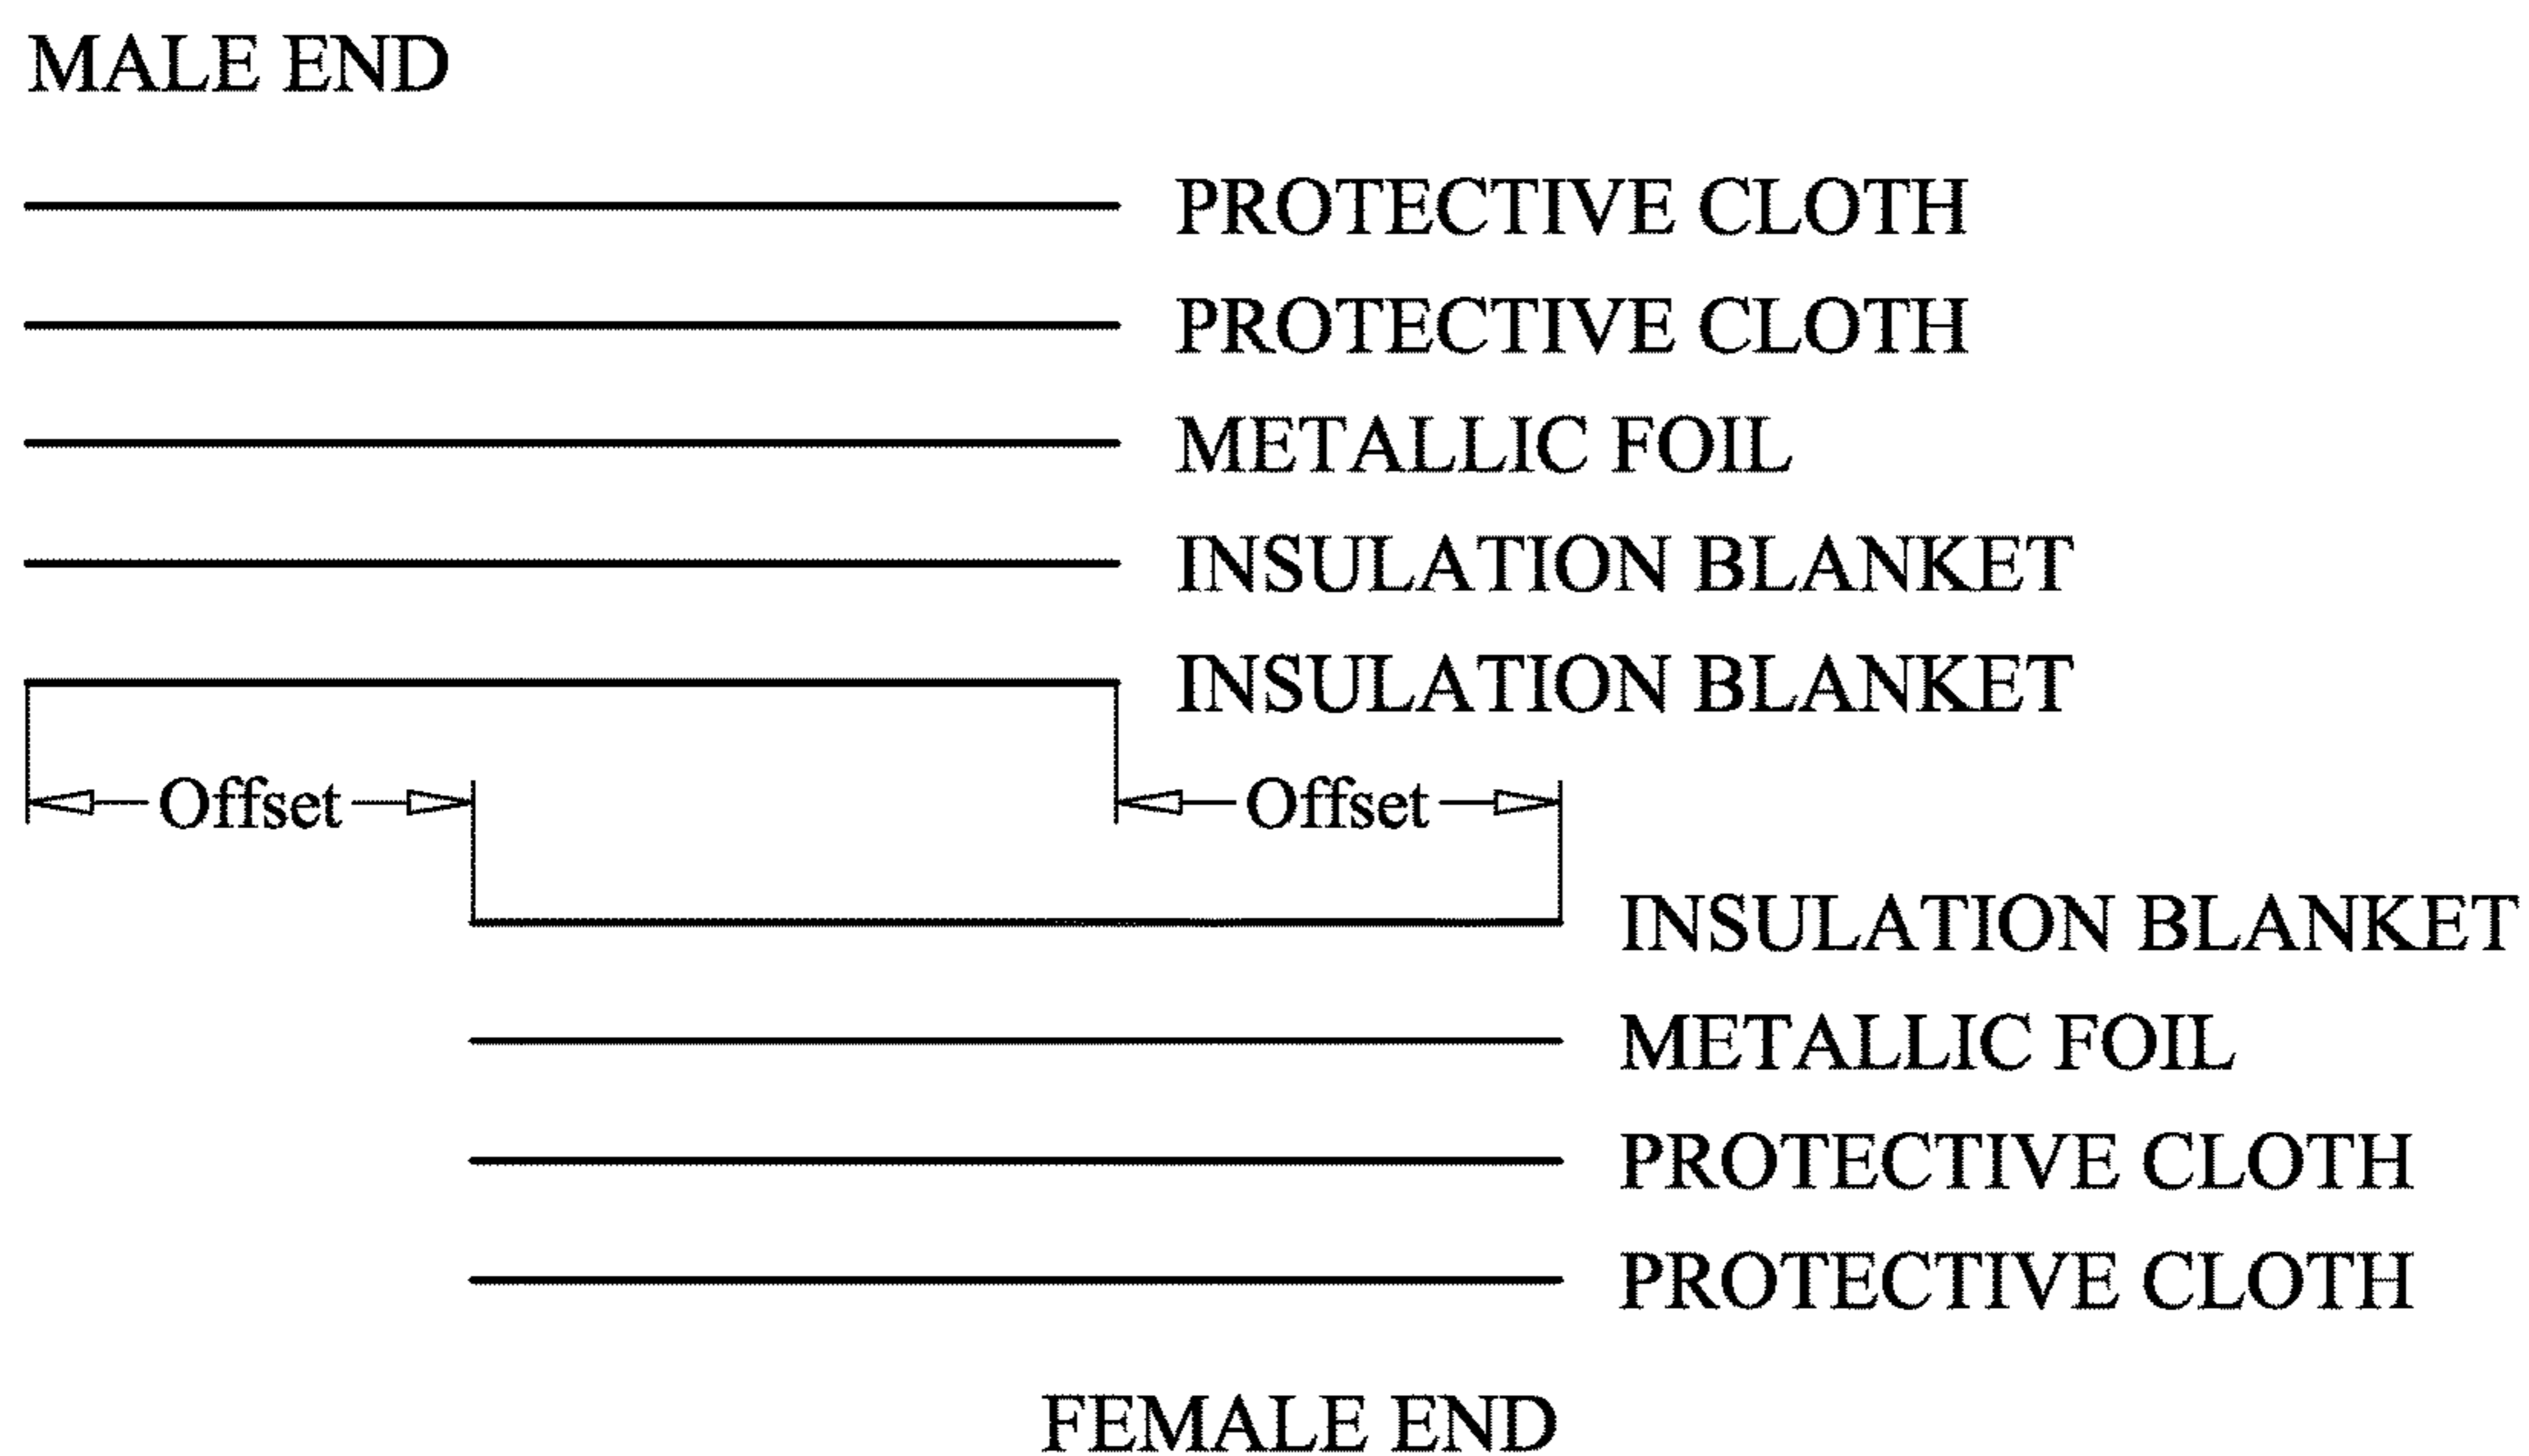 MALE END
PROTECTIVE CLOTH
PROTECTIVE CLOTH
METALLIC FOIL
INSULATION BLANKET
INSULATION BLANKET
Offset Offset
INSULATION BLANKET
METALLIC FOIL
PROTECTIVE CLOTH
PROTECTIVE CLOTH
FEMALE END